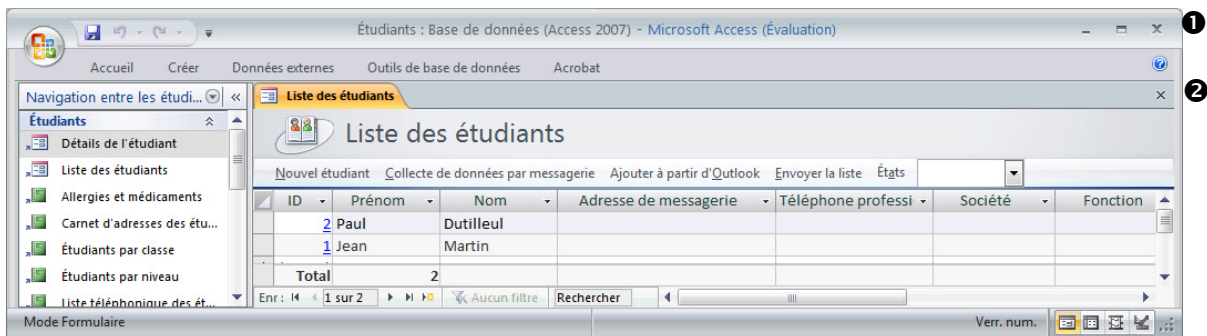 Étudiants : Base de données (Access 2007) - Microsoft Access (Évaluation)
❶
Accueil Créer Données externes Outils de base de données Acrobat
Navigation entre les étudi... « Liste des étudiants
❷
Étudiants
Liste des étudiants
Détails de l'étudiant
Liste des étudiants
Nouvel étudiant Collecte de données par messagerie Ajouter à partir d'Outlook Envoyer la liste États
Allergies et médicaments
ID Prénom Nom Adresse de messagerie Téléphone professi Société Fonction
Carnet d'adresses des étu...
2 Paul Dutilleul
Étudiants par classe
1 Jean Martin
Étudiants par niveau
Total 2
Liste téléphonique des ét...
Enr : 1 sur 2 Aucun filtre Rechercher
Mode Formulaire Verr. num.